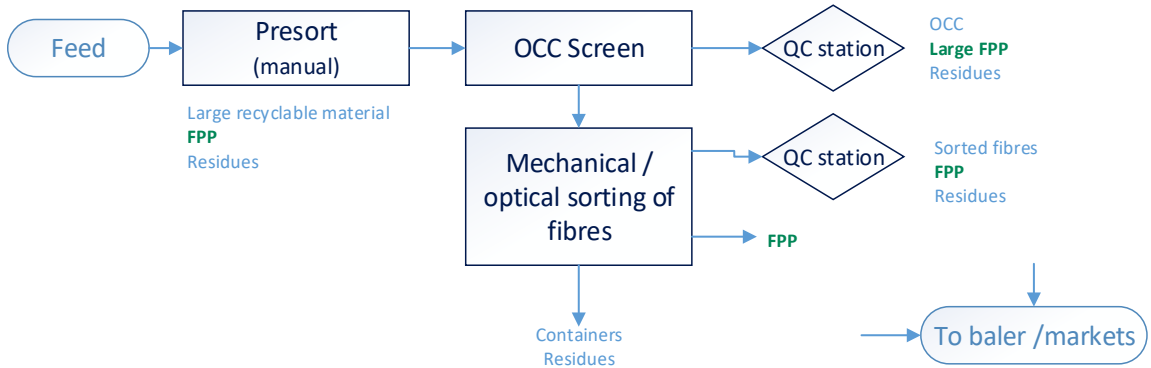 Feed
Presort
(manual)
Large recyclable material
FPP
Residues
OCC Screen
QC station
OCC
Large FPP
Residues
Mechanical /
optical sorting of
fibres
QC station
Sorted fibres
FPP
Residues
FPP
Containers
Residues
To baler /markets